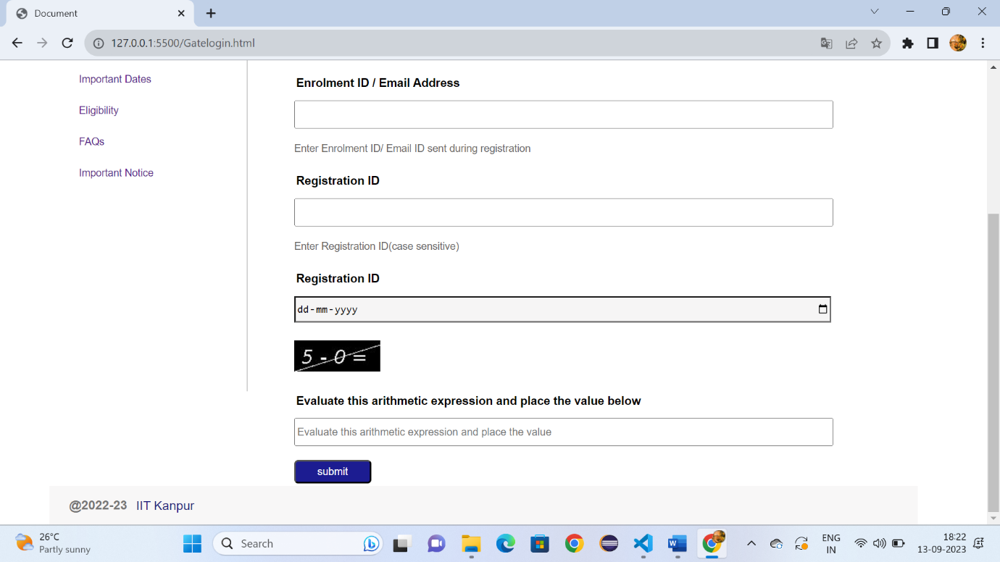 Document
127.0.0.1:5500/Gatelogin.html
Important Dates
Eligibility
FAQs
Important Notice
Enrolment ID / Email Address
Enter Enrolment ID/ Email ID sent during registration
Registration ID
Enter Registration ID(case sensitive)
Registration ID
dd-mm-yyyy
5 - 0 =
Evaluate this arithmetic expression and place the value below
Evaluate this arithmetic expression and place the value
submit
@2022-23 IIT Kanpur
26°C
Partly sunny
Search
ENG
IN
18:22
13-09-2023